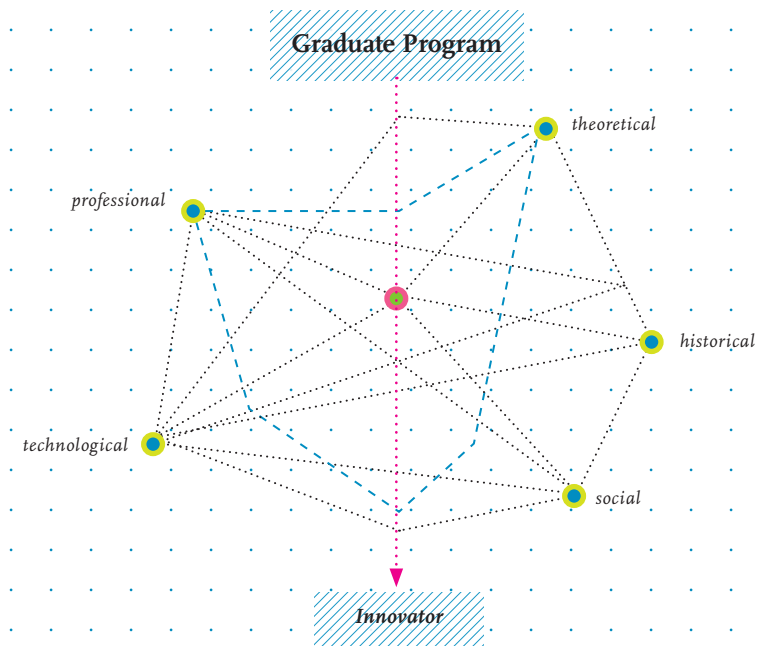 Graduate Program
theoretical
professional
historical
technological
social
Innovator